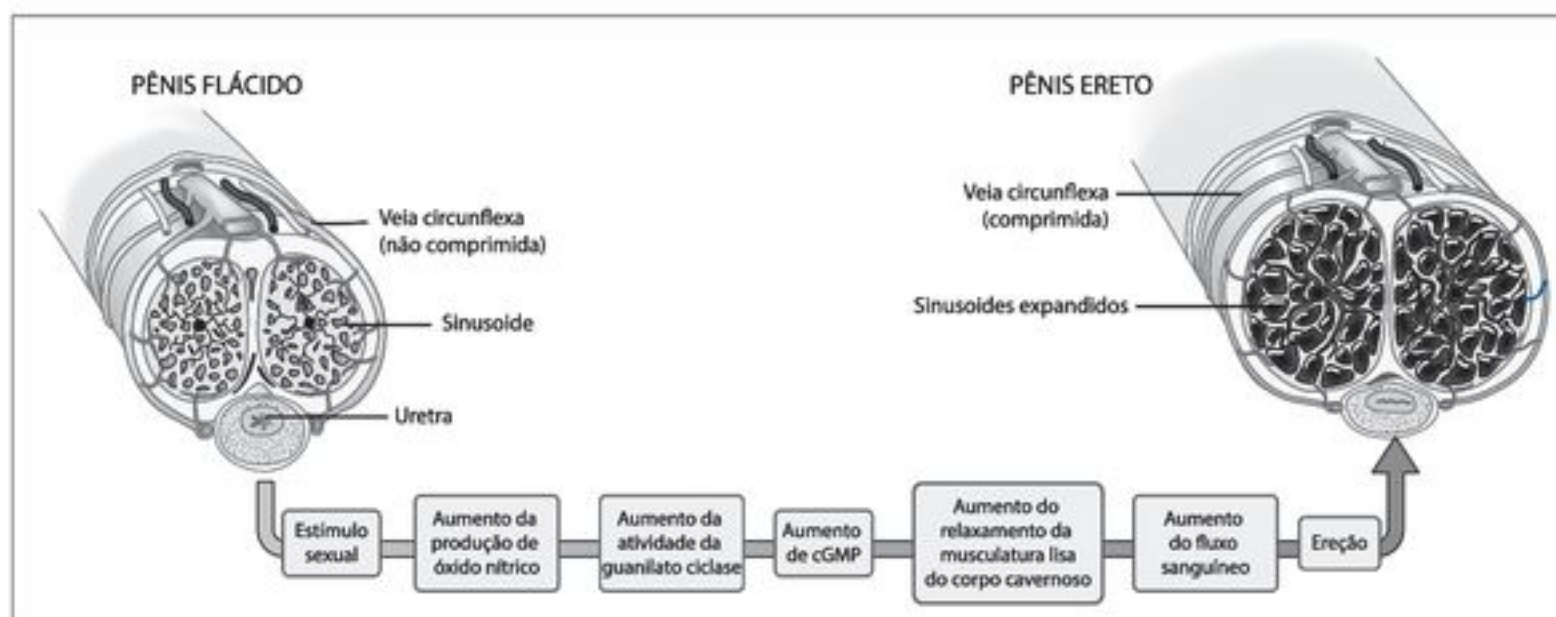 PÊNIS FLÁCIDO
Veia circunflexa
(não comprimida)
Sinusoide
Uretra
PÊNIS ERETO
Veia circunflexa
(comprimida)
Sinusoides expandidos
Estímulo
sexual
Aumento da
produção de
óxido nítrico
Aumento da
atividade da
guanilato ciclase
Aumento
de cGMP
Aumento do
relaxamento da
musculatura lisa
do corpo cavernoso
Aumento
do fluxo
sanguíneo
Ereção